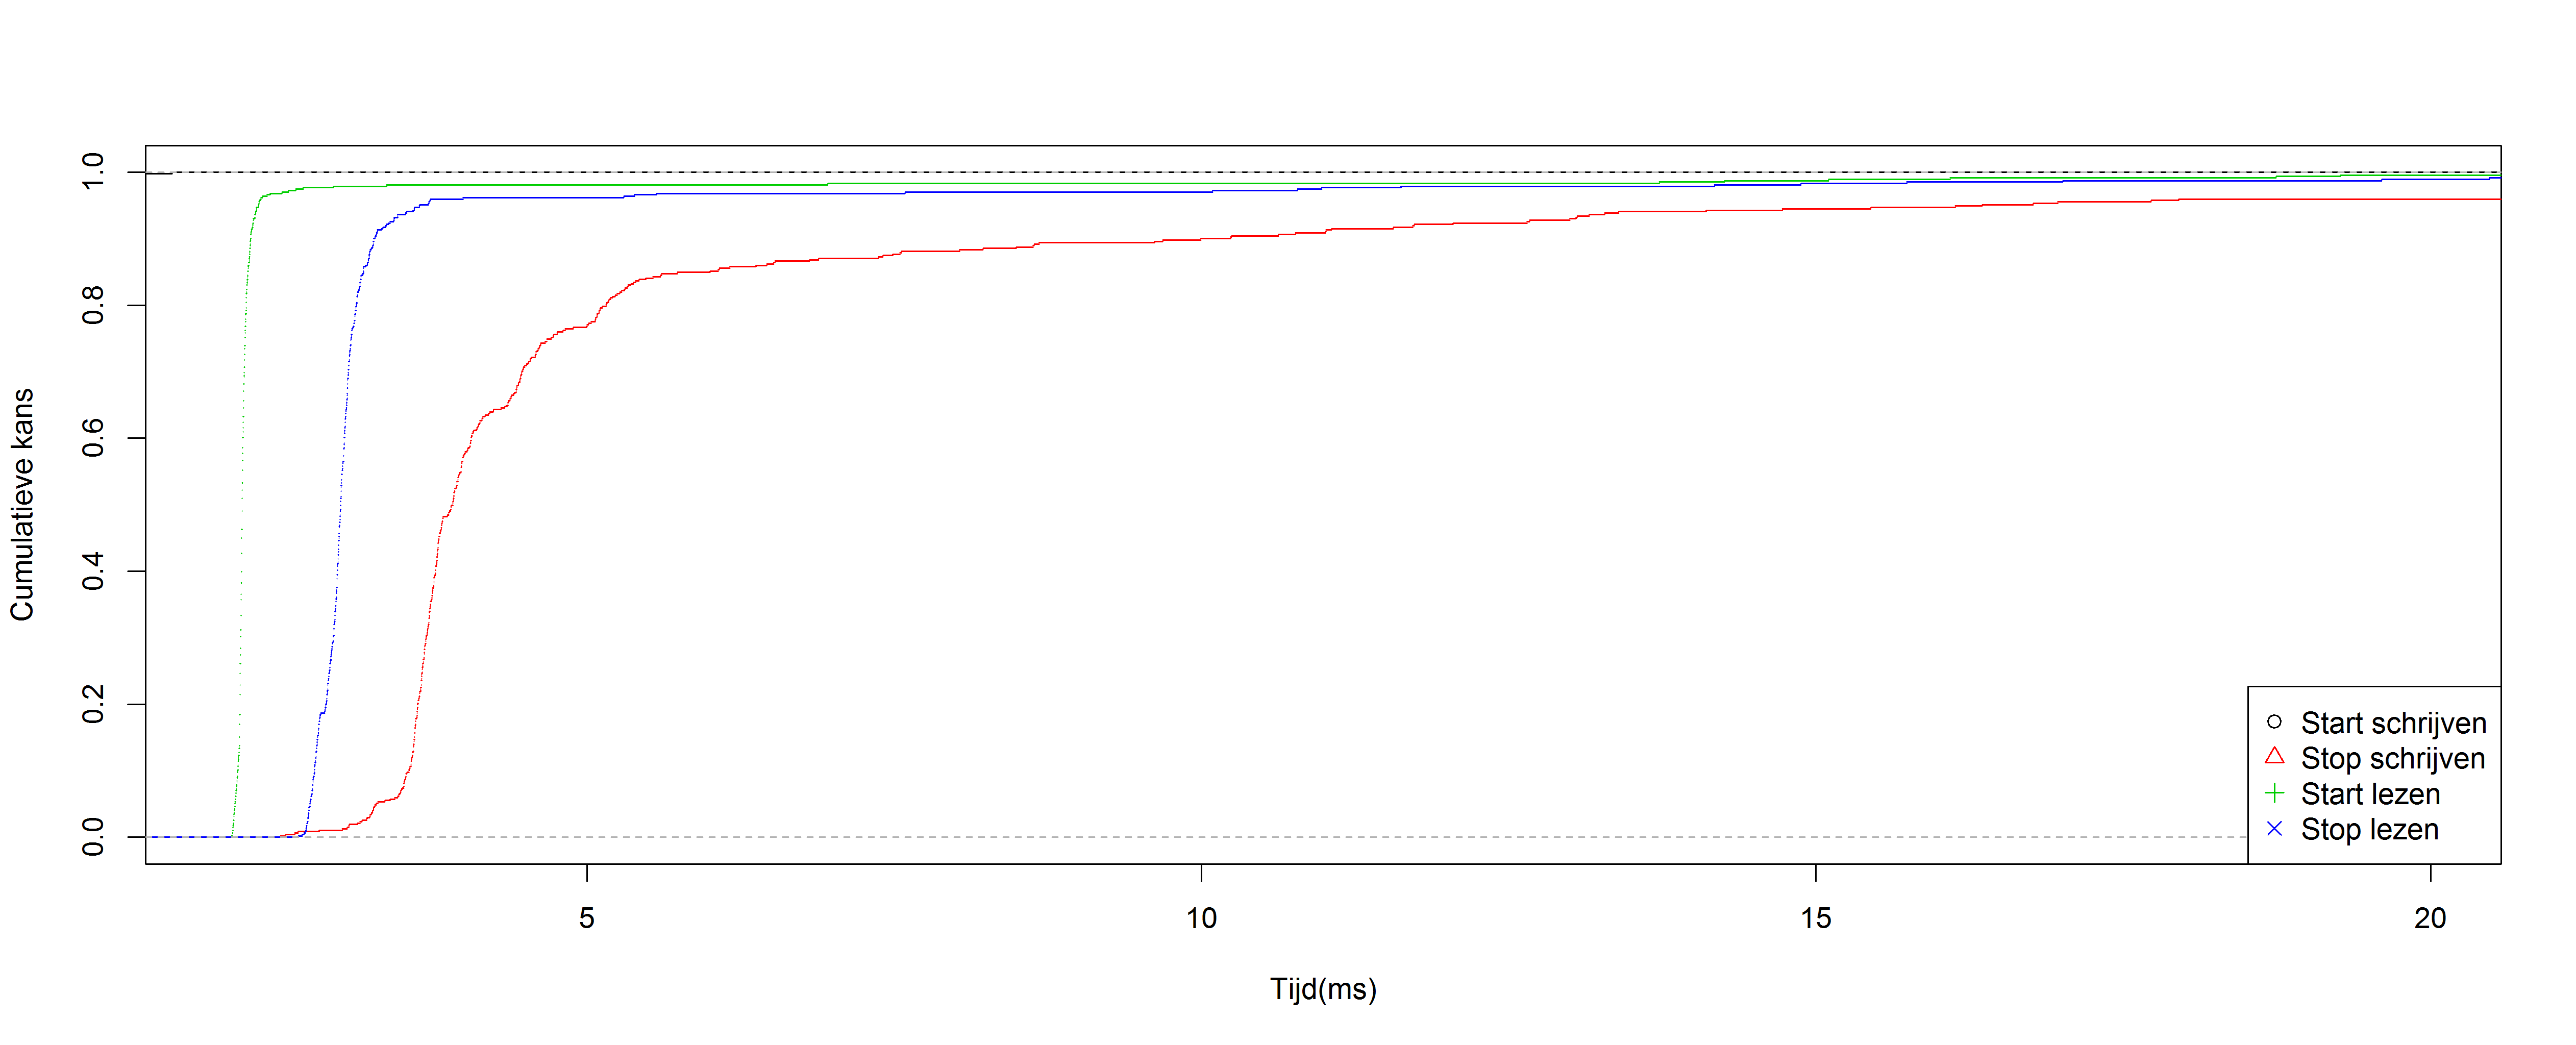 Cumulatieve kans
1.0
0.8
0.6
0.4
0.2
0.0
Start schrijven
Stop schrijven
Start lezen
Stop lezen
5 10 15 20
Tijd(ms)